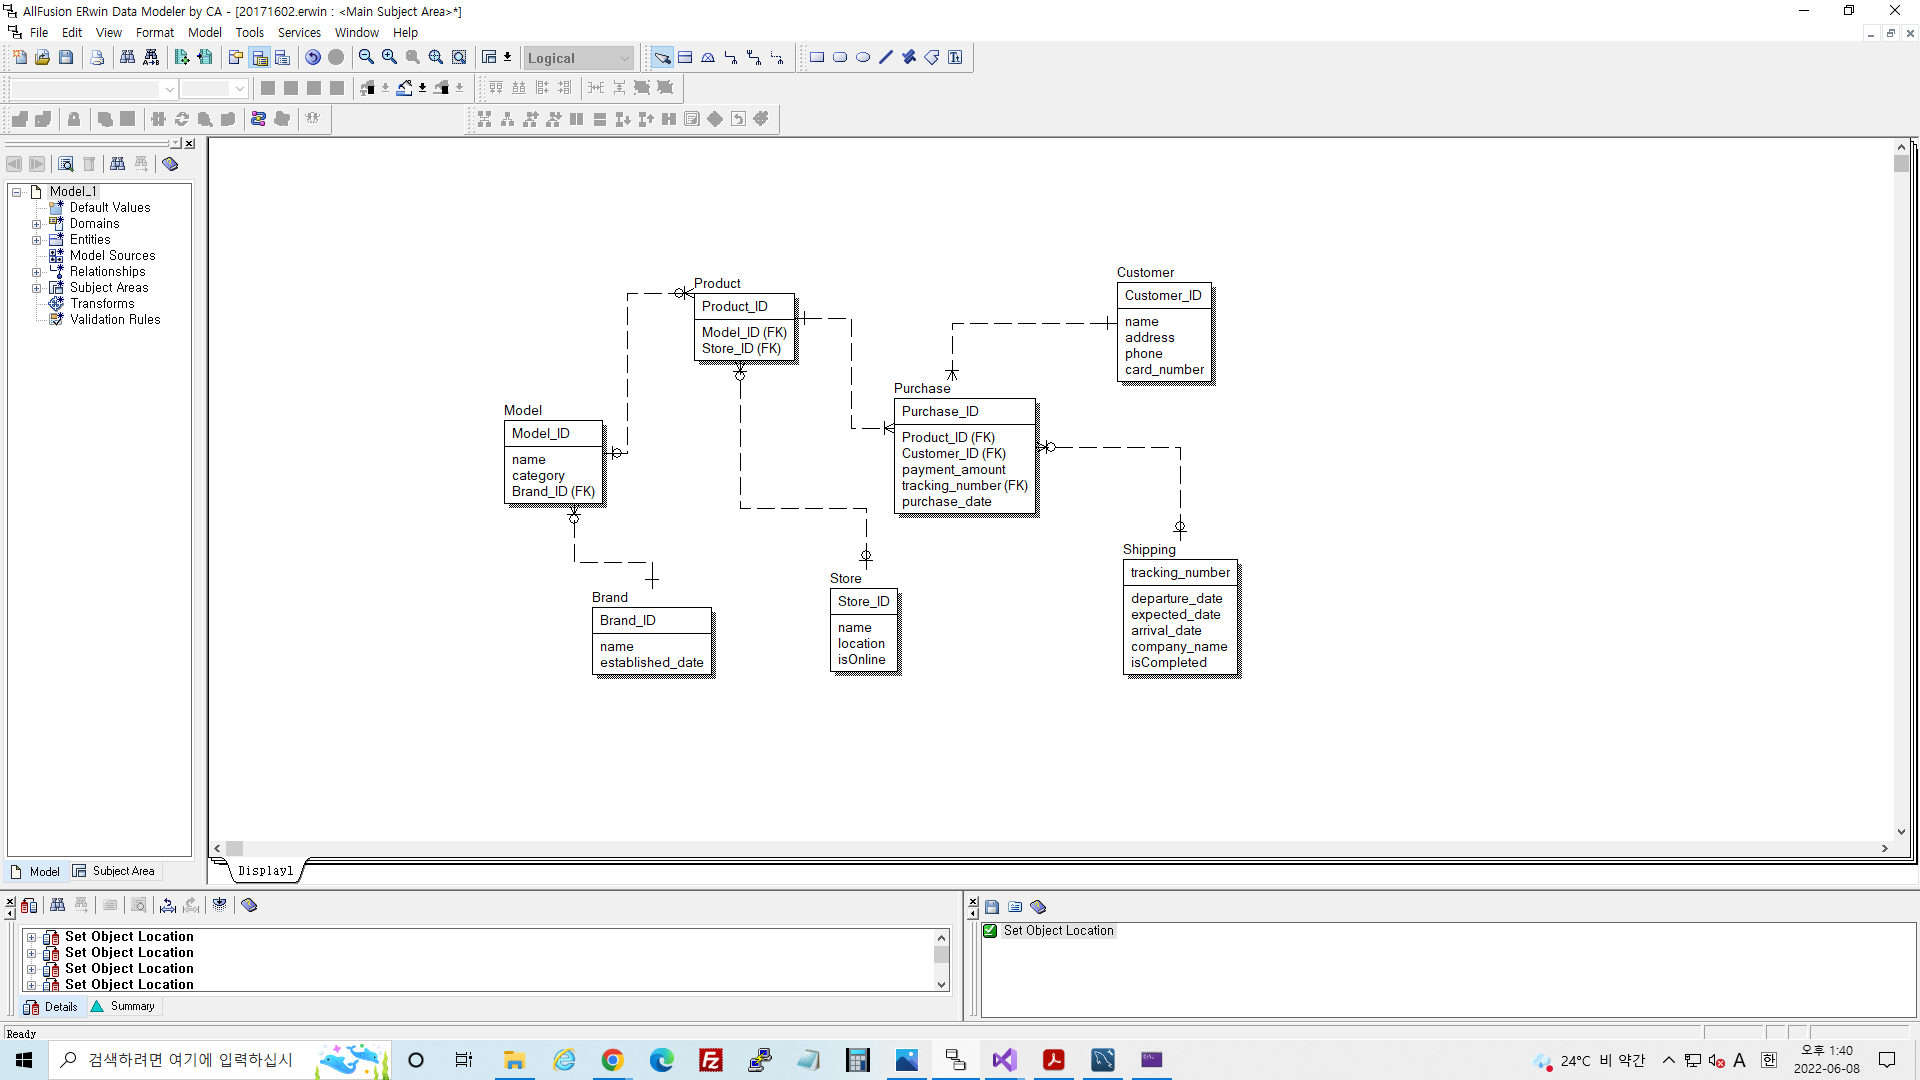 AllFusion ERwin Data Modeler by CA - [20171602.erwin : <Main Subject Area>*]
File Edit View Format Model Tools Services Window Help
Logical
Model_1
Default Values
Domains
Entities
Model Sources
Relationships
Subject Areas
Transforms
Validation Rules
Model Subject Area
Product
Product_ID
Model_ID (FK)
Store_ID (FK)
Customer
Customer_ID
name
address
phone
card_number
Purchase
Purchase_ID
Product_ID (FK)
Customer_ID (FK)
payment_amount
tracking_number (FK)
purchase_date
Model
Model_ID
name
category
Brand_ID (FK)
Brand
Brand_ID
name
established_date
Store
Store_ID
name
location
isOnline
Shipping
tracking_number
departure_date
expected_date
arrival_date
company_name
isCompleted
Display1
Set Object Location
Set Object Location
Set Object Location
Set Object Location
Details Summary
Set Object Location
Ready
검색하려면 여기에 입력하십시
24°C 비 약간
A
한
오후 1:40
2022-06-08